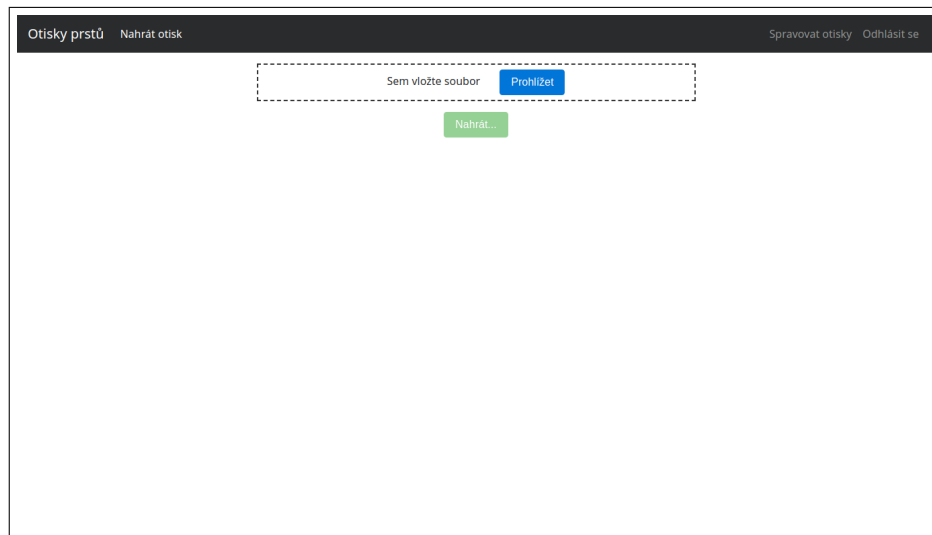 Otisky prstů Nahrát otisk Spravovat otisky Odhlásit se
Sem vložte soubor Prohlížet
Nahrát...